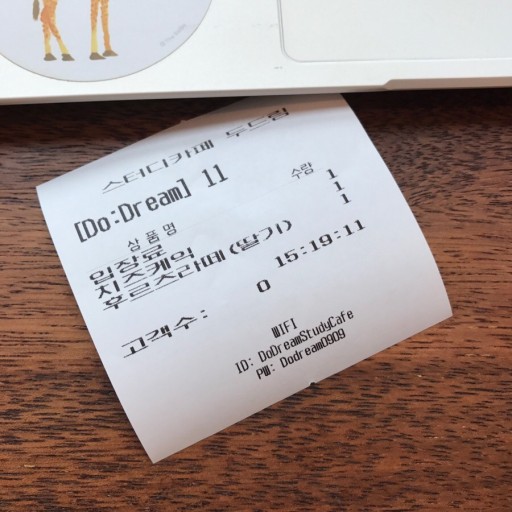 스터디카페 두드림
[Do:Dream] 11
상품명 수량
입장료 1
치즈케익 1
후르츠라떼(딸기) 1
15:19:11
고객수: 0
WIFI
ID: DoDreamStudyCafe
PW: Dodream0909